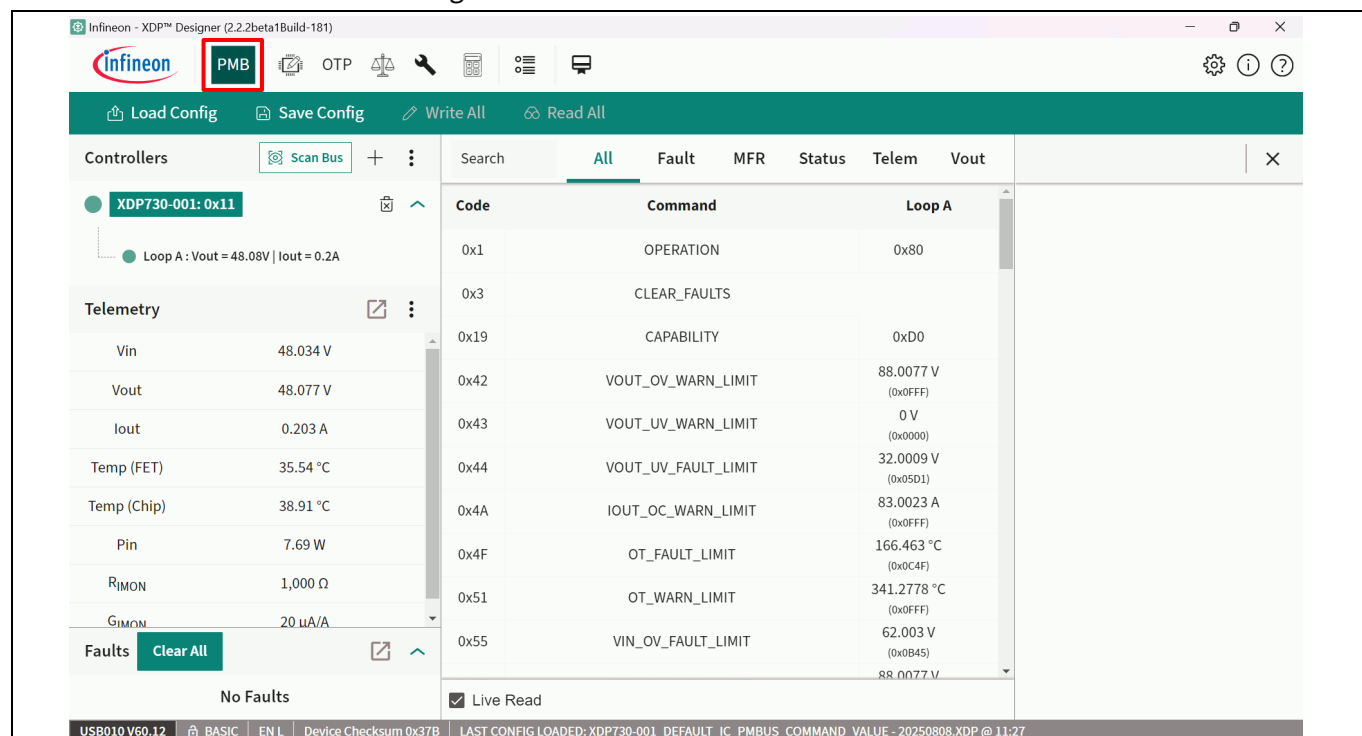 Infineon - XDP™ Designer (2.2.2beta1Build-181)
infineon PMB OTP
Load Config Save Config Write All Read All
Controllers Scan Bus
XDP730-001: 0x11
Loop A : Vout = 48.08V | Iout = 0.2A
Telemetry
Vin 48.034 V
Vout 48.077 V
Iout 0.203 A
Temp (FET) 35.54 °C
Temp (Chip) 38.91 °C
Pin 7.69 W
RIMON 1,000 Ω
GIMON 20 µA/A
Faults Clear All
No Faults
Search All Fault MFR Status Telem Vout
Code Command Loop A
0x1 OPERATION 0x80
0x3 CLEAR_FAULTS
0x19 CAPABILITY 0xD0
0x42 VOUT_OV_WARN_LIMIT 88.0077 V
(0x0FFF)
0x43 VOUT_UV_WARN_LIMIT 0 V
(0x0000)
0x44 VOUT_UV_FAULT_LIMIT 32.0009 V
(0x05D1)
0x4A IOUT_OC_WARN_LIMIT 83.0023 A
(0x0FFF)
0x4F OT_FAULT_LIMIT 166.463 °C
(0x0C4F)
0x51 OT_WARN_LIMIT 341.2778 °C
(0x0FFF)
0x55 VIN_OV_FAULT_LIMIT 62.003 V
(0x0B45)
88.0077 V
Live Read
USB010 V60.12 BASIC EN L Device Checksum 0x37B LAST CONFIG LOADED: XDP730-001_DEFAULT_IC_PMBUS_COMMAND_VALUE - 20250808.XDP @ 11:27